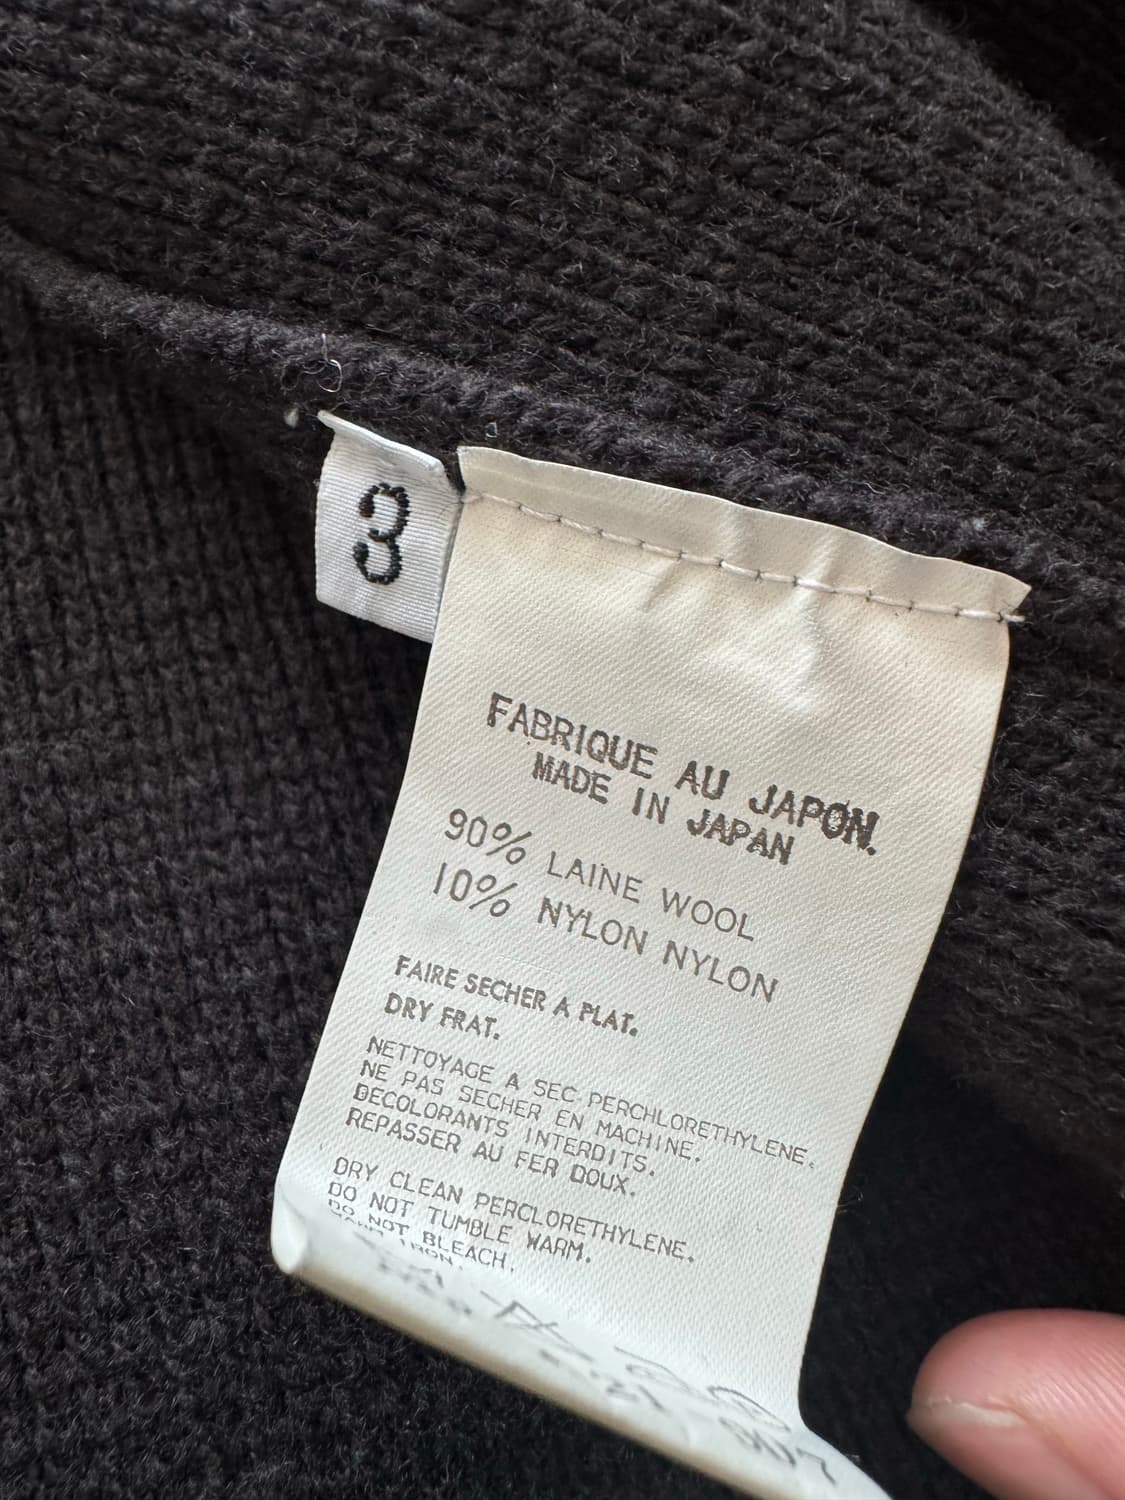 3
FABRIQUE AU JAPON.
MADE IN JAPAN
90% LAINE WOOL
10% NYLON NYLON
FAIRE SECHER A PLAT.
DRY FRAT.
NETTOYAGE A SEC PERCHLORETHYLENE.
NE PAS SECHER EN MACHINE.
DECOLORANTS INTERDITS.
REPASSER AU FER DOUX.
DRY CLEAN PERCLORETHYLENE.
DO NOT TUMBLE WARM.
DO NOT BLEACH.
IRON.